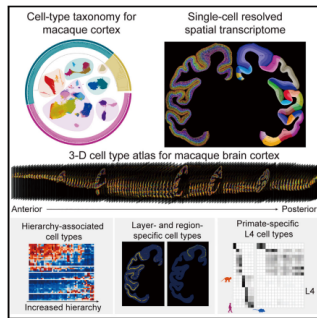 Cell-type taxonomy for
macaque cortex
Single-cell resolved
spatial transcriptome
3-D cell type atlas for macaque brain cortex
Anterior
Posterior
Hierarchy-associated
cell types
Increased hierarchy
Layer- and region-
specific cell types
Primate-specific
L4 cell types
L4